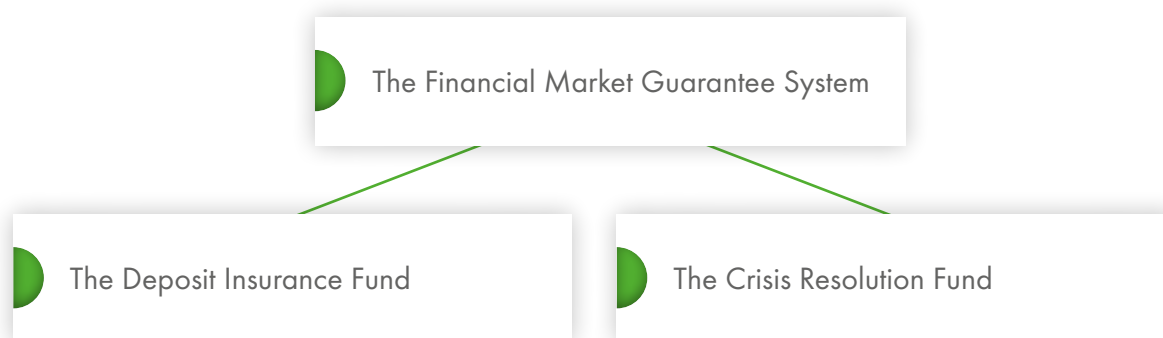 The Financial Market Guarantee System
The Deposit Insurance Fund
The Crisis Resolution Fund